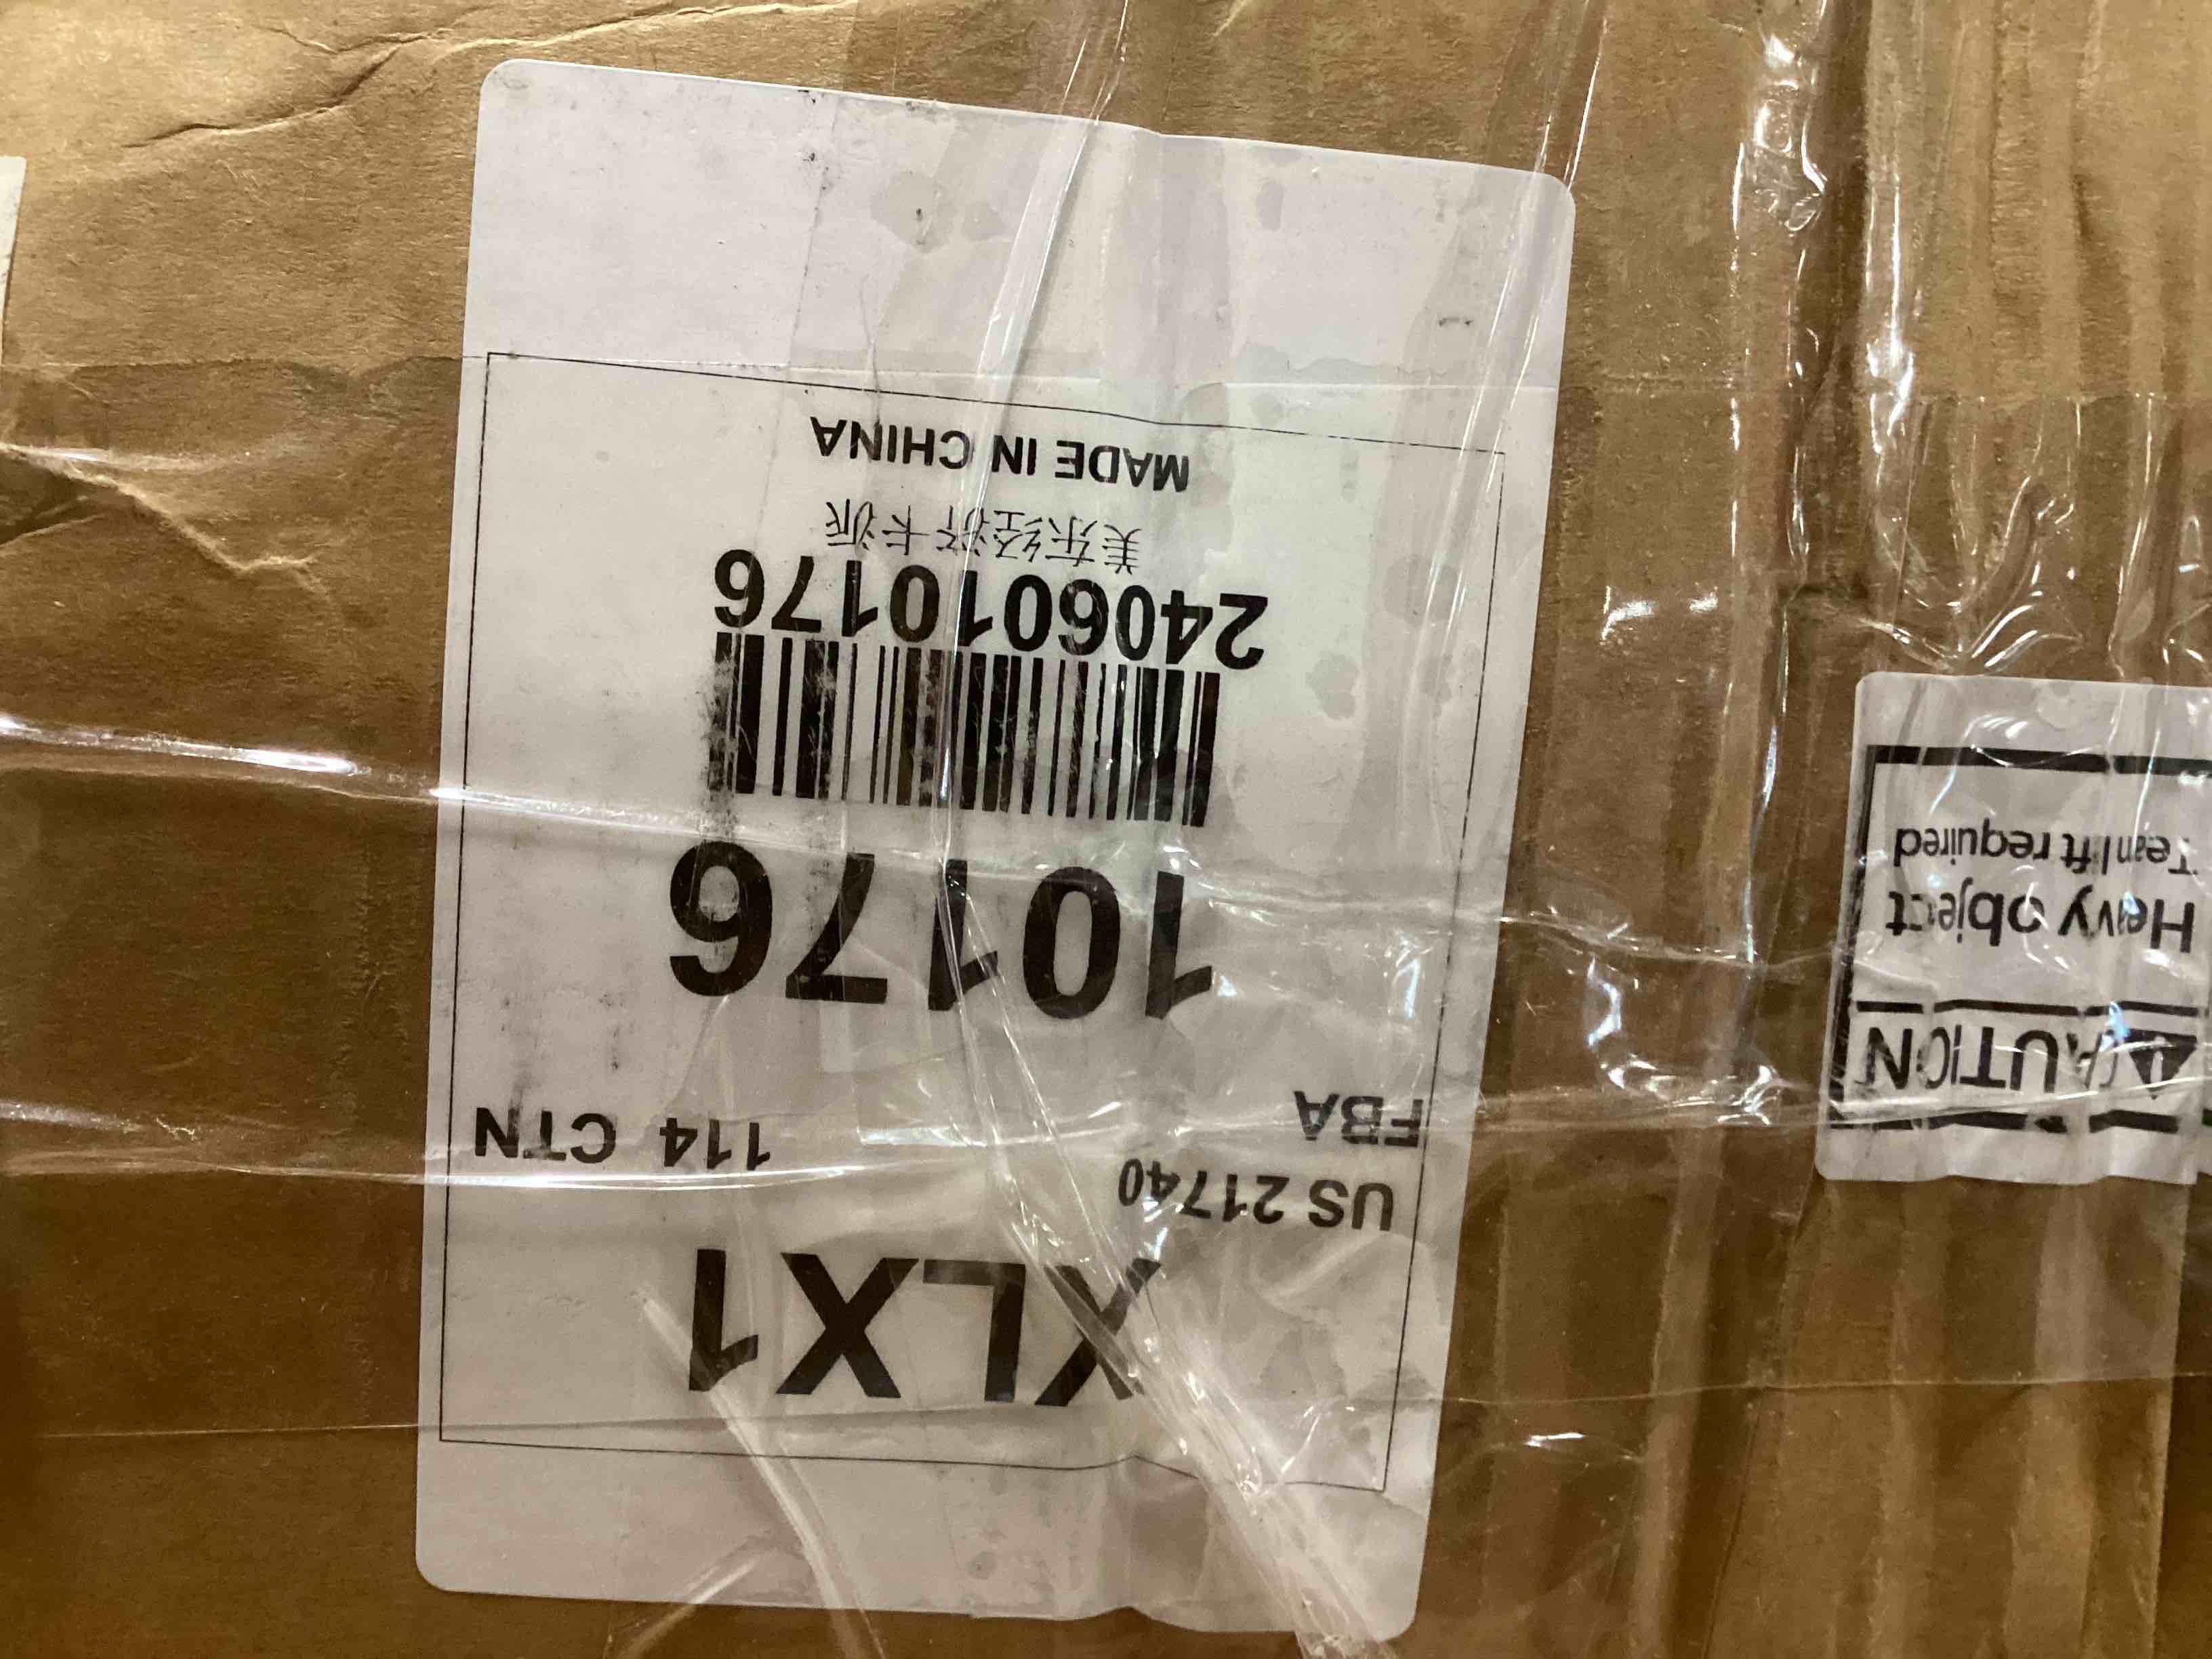 XLX1
US 21740
FBA
114 CTN
10176
2406010176
美东经济卡派
MADE IN CHINA
CAUTION
Heavy object
Team lift required